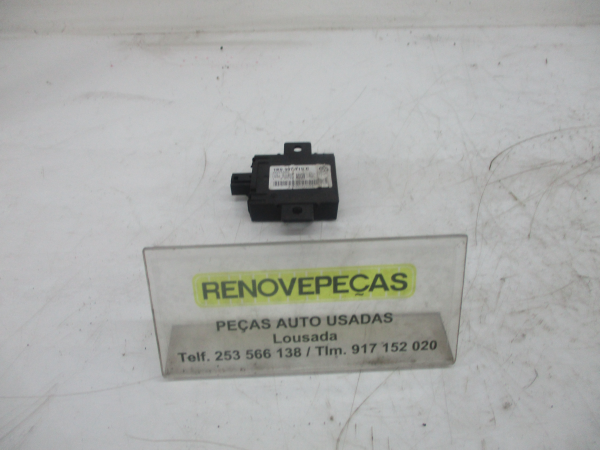 RENOVEPEÇAS
PEÇAS AUTO USADAS
Lousada
Telf. 253 566 138 / Tlm. 917 152 020